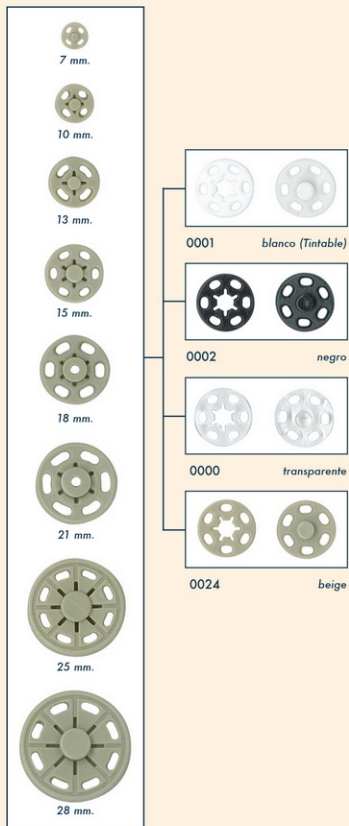 7 mm.
10 mm.
13 mm.
15 mm.
18 mm.
21 mm.
25 mm.
28 mm.
0001 blanco (Tintable)
0002 negro
0000 transparente
0024 beige